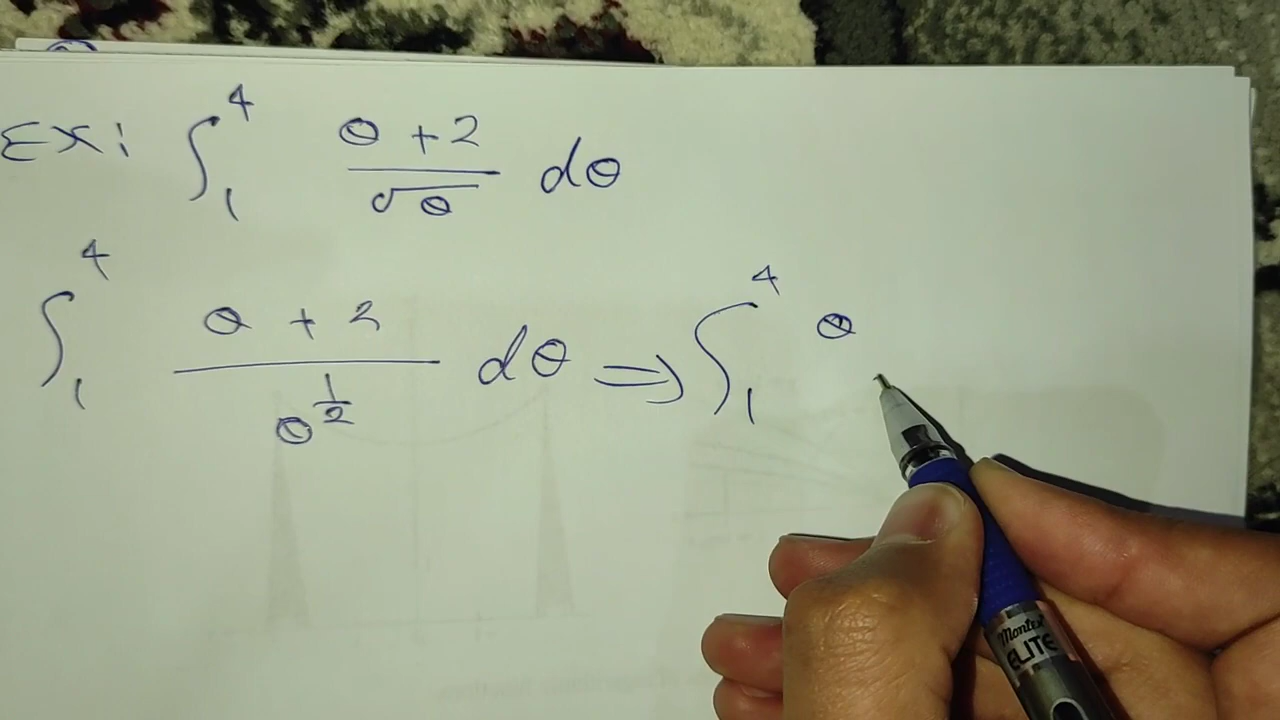 Ex: ∫₁⁴ (θ + 2)/√θ dθ
∫₁⁴ (θ + 2)/θ^(1/2) dθ ⇒ ∫₁⁴ θ
Montex
ELITE